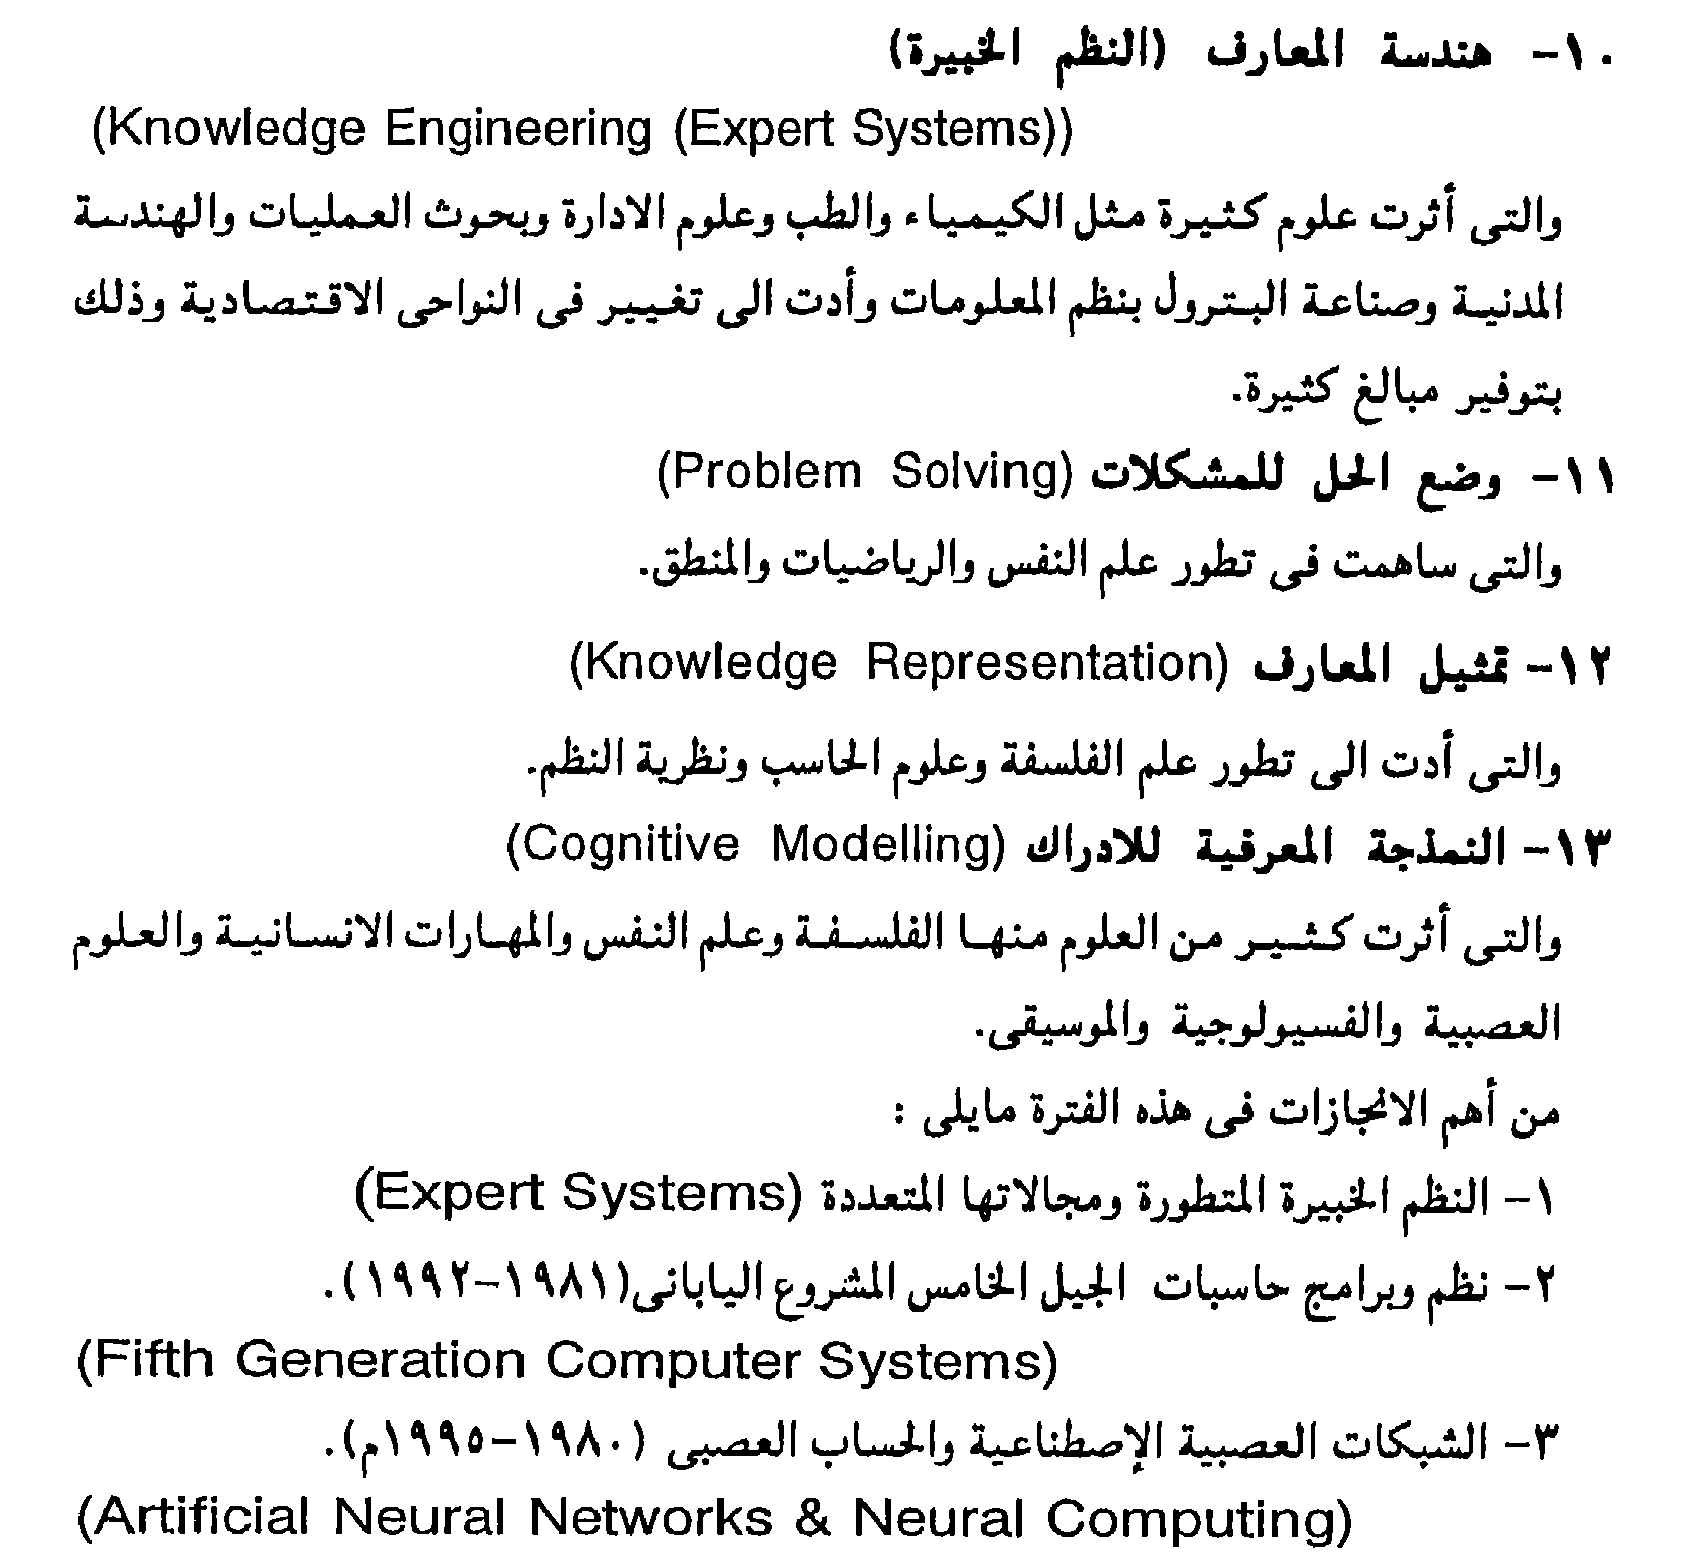 ١٠- هندسة المعارف (النظم الخبيرة)
(Knowledge Engineering (Expert Systems))
والتى أثرت علوم كثيرة مثل الكيمياء والطب وعلوم الادارة وبحوث العمليات والهندسة
المدنية وصناعة البترول بنظم المعلومات وأدت الى تغيير فى النواحى الاقتصادية وذلك
بتوفير مبالغ كثيرة.
١١- وضع الحل للمشكلات (Problem Solving)
والتى ساهمت فى تطور علم النفس والرياضيات والمنطق.
١٢- تمثيل المعارف (Knowledge Representation)
والتى أدت الى تطور علم الفلسفة وعلوم الحاسب ونظرية النظم.
١٣- النمذجة المعرفية للادراك (Cognitive Modelling)
والتى أثرت كثير من العلوم منها الفلسفة وعلم النفس والمهارات الانسانية والعلوم
العصبية والفسيولوجية والموسيقى.
من أهم الانجازات فى هذه الفترة مايلى :
١- النظم الخبيرة المتطورة ومجالاتها المتعددة (Expert Systems)
٢- نظم وبرامج حاسبات الجيل الخامس المشروع اليابانى(١٩٨١-١٩٩٢).
(Fifth Generation Computer Systems)
٣- الشبكات العصبية الإصطناعية والحساب العصبى (١٩٨٠-١٩٩٥م).
(Artificial Neural Networks & Neural Computing)